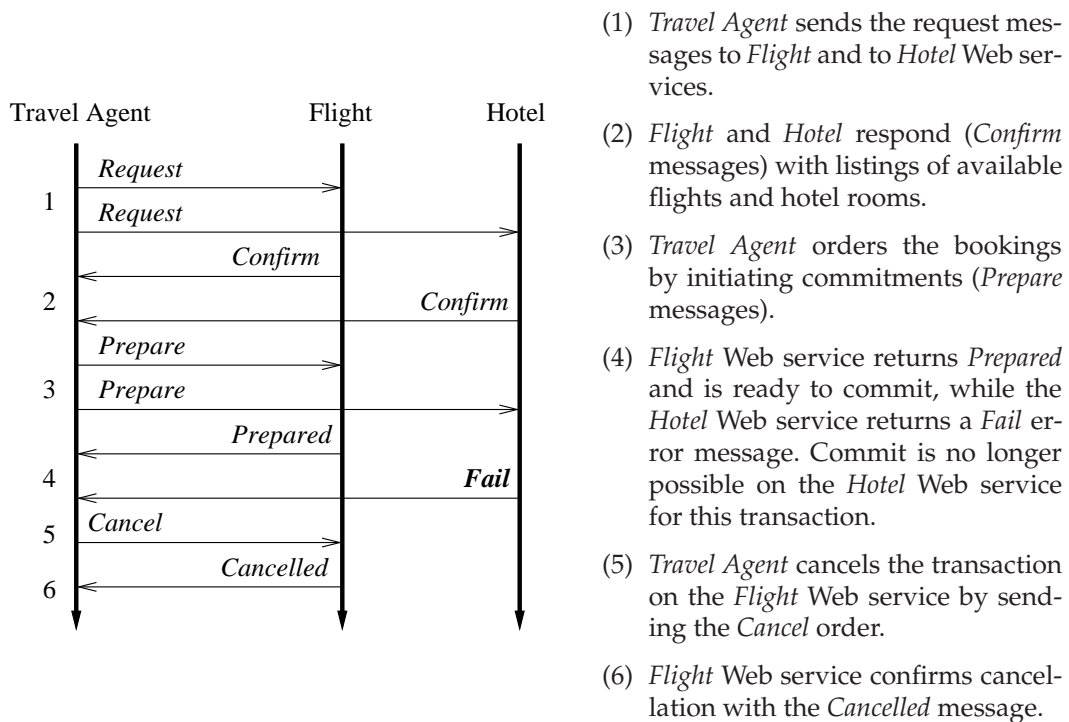 Travel Agent Flight Hotel
Request
1
Request
Confirm
2 Confirm
Prepare
3 Prepare
Prepared
4 Fail
5 Cancel
Cancelled
6
(1) Travel Agent sends the request mes-
sages to Flight and to Hotel Web ser-
vices.
(2) Flight and Hotel respond (Confirm
messages) with listings of available
flights and hotel rooms.
(3) Travel Agent orders the bookings
by initiating commitments (Prepare
messages).
(4) Flight Web service returns Prepared
and is ready to commit, while the
Hotel Web service returns a Fail er-
ror message. Commit is no longer
possible on the Hotel Web service
for this transaction.
(5) Travel Agent cancels the transaction
on the Flight Web service by send-
ing the Cancel order.
(6) Flight Web service confirms cancel-
lation with the Cancelled message.